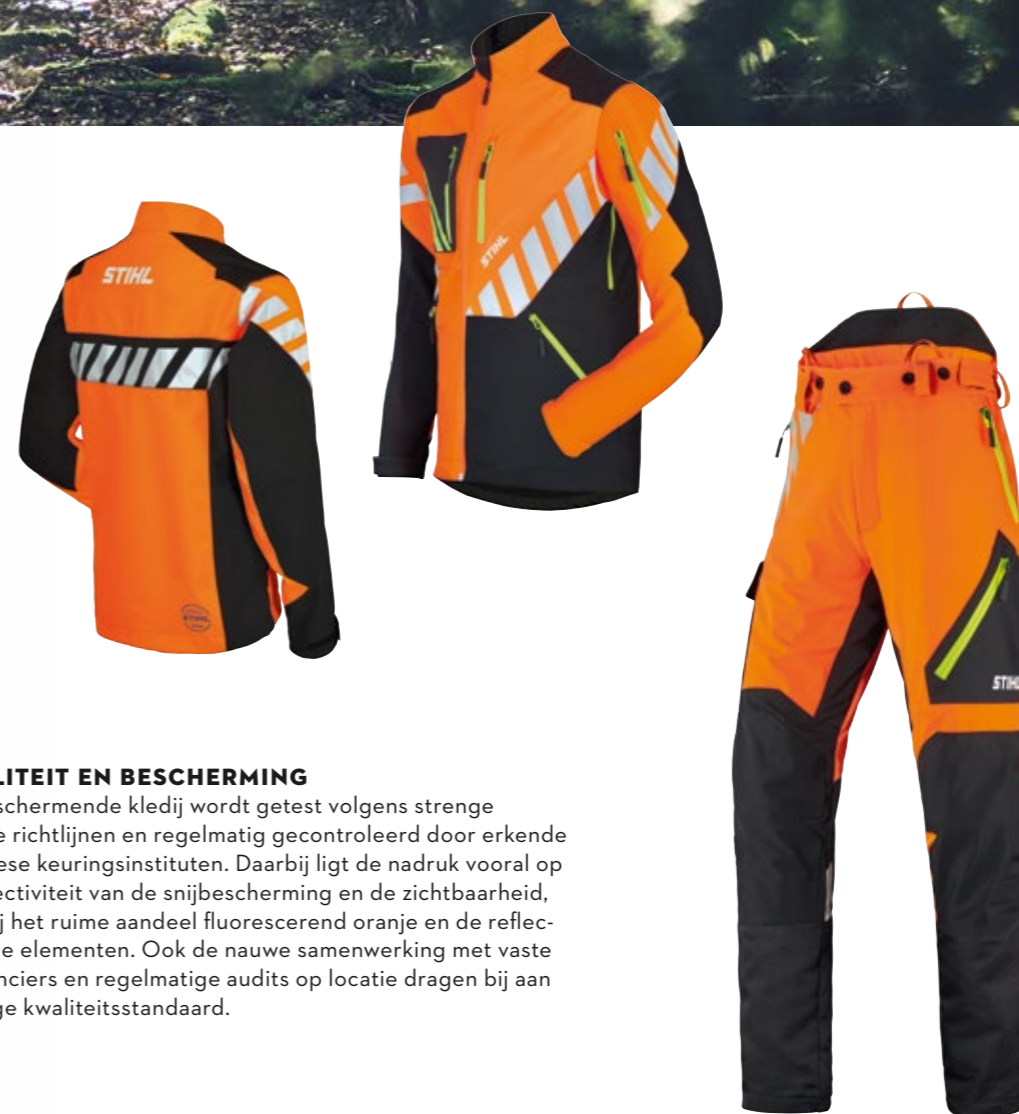 STIHL
STIHL
STIHL
STIHL
LITEIT EN BESCHERMING
schermende kledij wordt getest volgens strenge
e richtlijnen en regelmatig gecontroleerd door erkende
ese keuringsinstituten. Daarbij ligt de nadruk vooral op
ectiviteit van de snijbescherming en de zichtbaarheid,
j het ruime aandeel fluorescerend oranje en de reflec-
e elementen. Ook de nauwe samenwerking met vaste
nciers en regelmatige audits op locatie dragen bij aan
ge kwaliteitsstandaard.